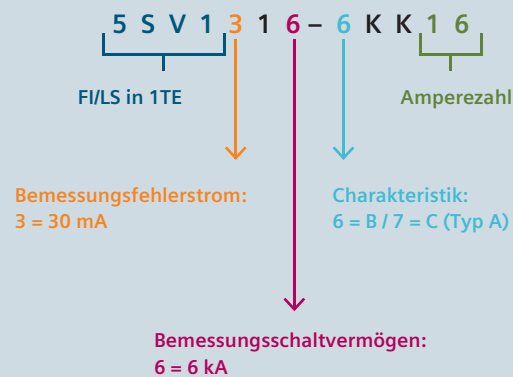 5SV1316–6KK16
FI/LS in 1TE
Amperezahl
Bemessungsfehlerstrom:
3 = 30 mA
Charakteristik:
6 = B / 7 = C (Typ A)
Bemessungsschaltvermögen:
6 = 6 kA